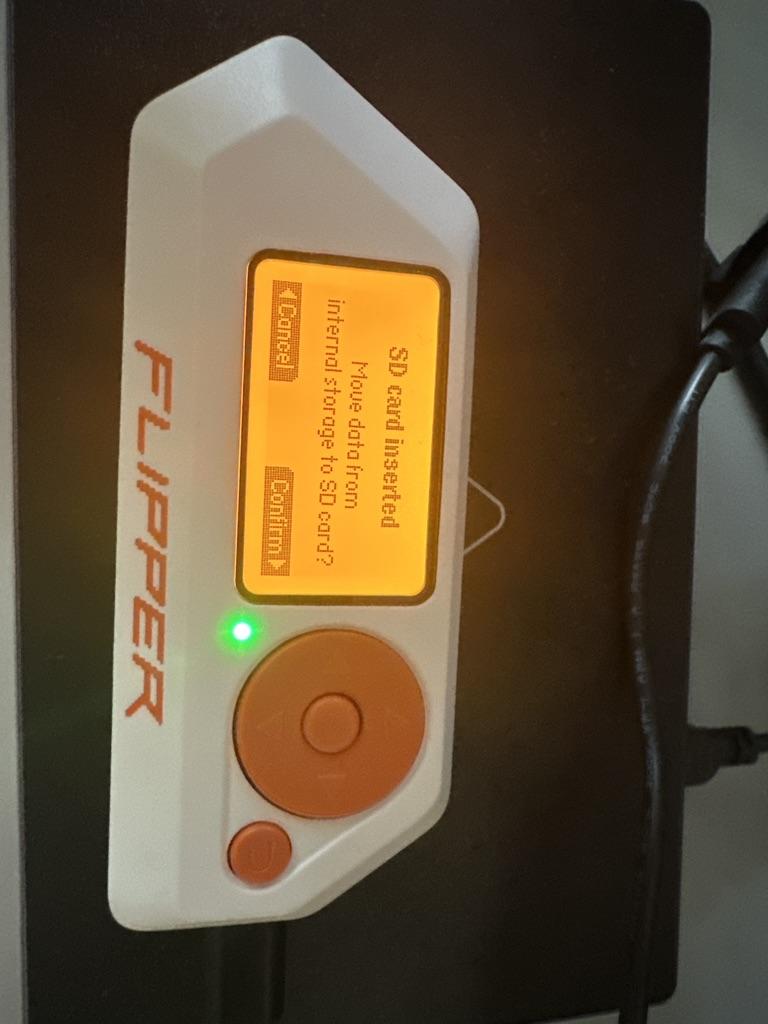 SD card inserted
Move data from
internal storage to SD card?
Cancel
Confirm
FLIPPER